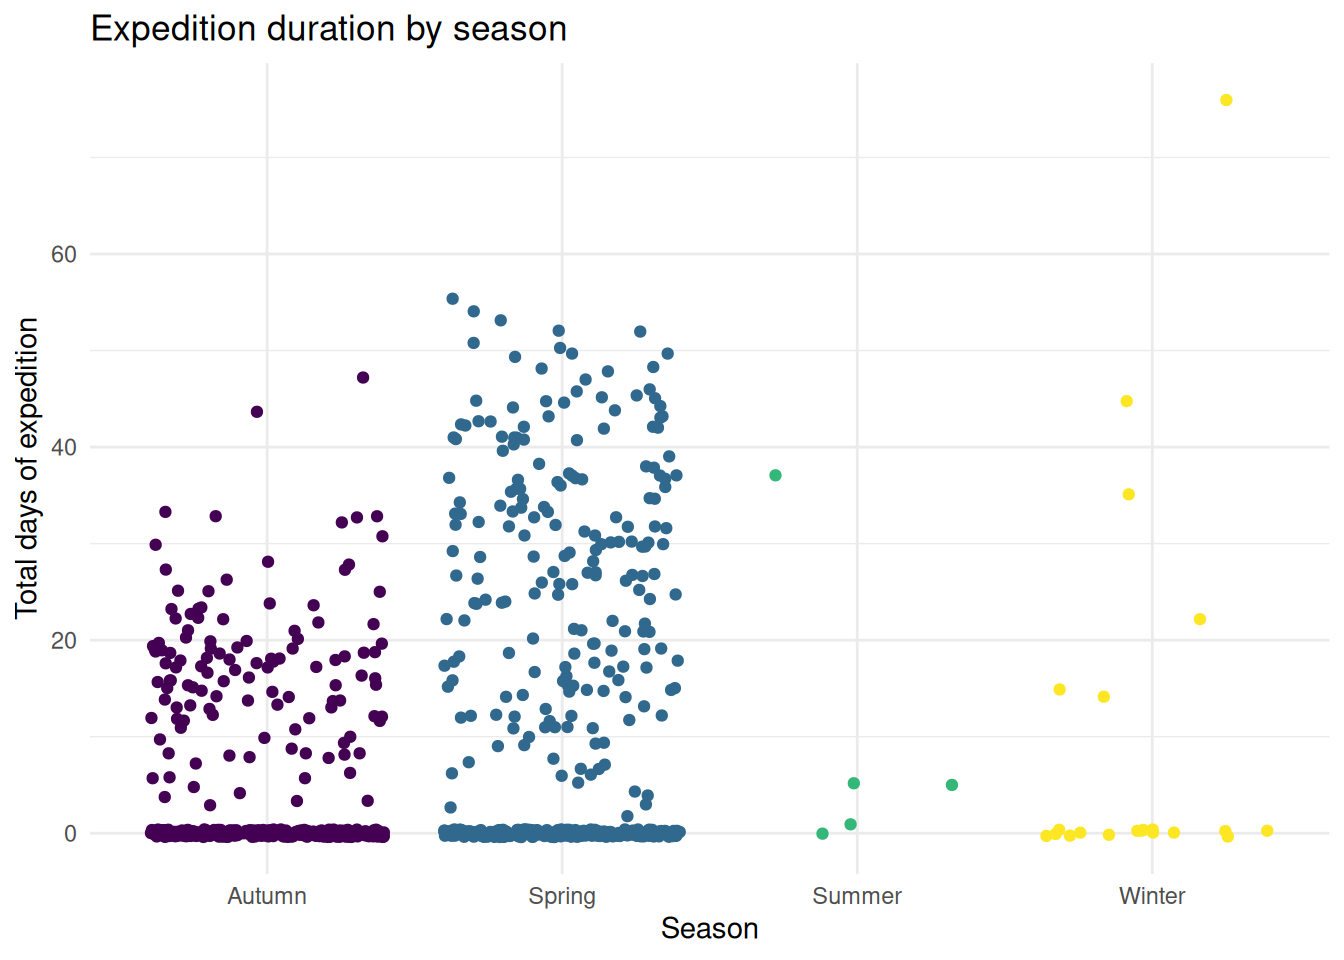 Expedition duration by season
Total days of expedition
60
40
20
0
Autumn Spring Summer Winter
Season